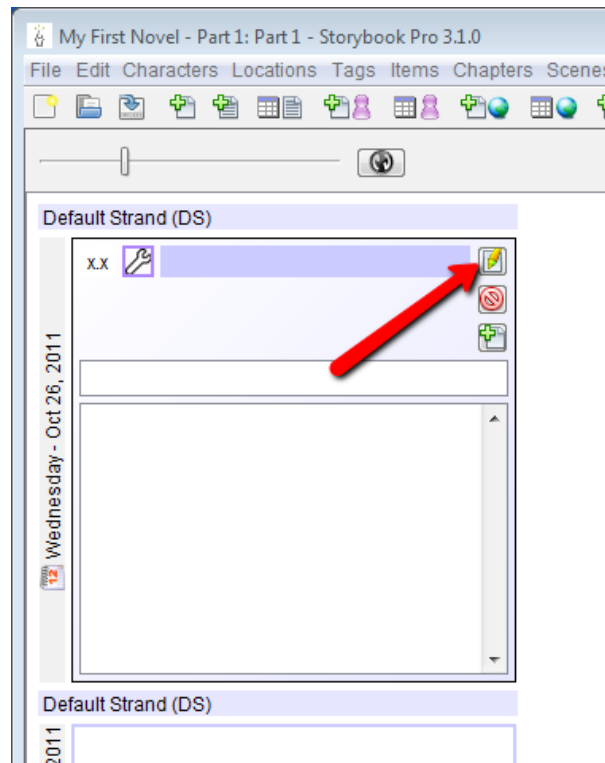 My First Novel - Part 1: Part 1 - Storybook Pro 3.1.0
File Edit Characters Locations Tags Items Chapters Scenes
Default Strand (DS)
x.x
Wednesday - Oct 26, 2011
12
Default Strand (DS)
2011